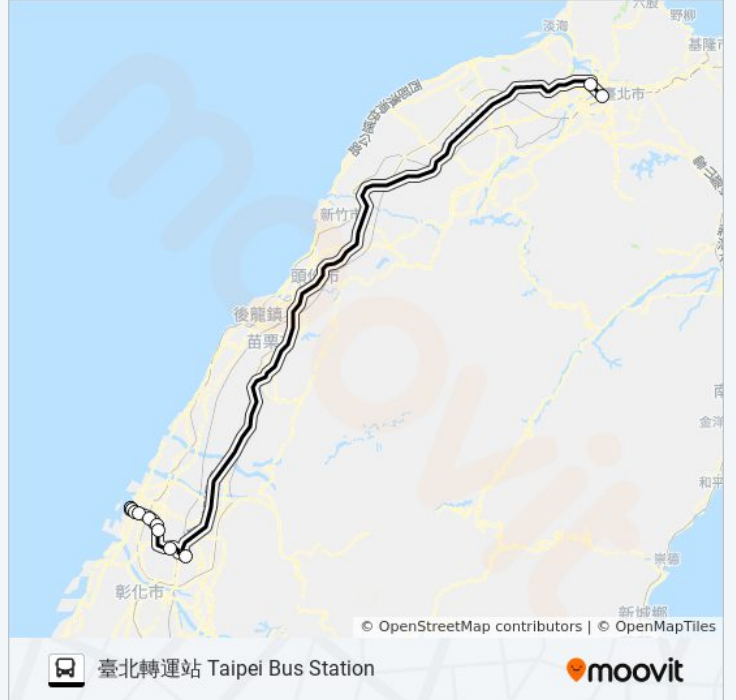 六股
野柳
淡海
基隆市
臺北市
新竹市
頭份市
後龍鎮
苗栗
南
金洋
和平
崇德
彰化市
新城鄉
© OpenStreetMap contributors | © OpenMapTiles
臺北轉運站 Taipei Bus Station
moovit
moovit